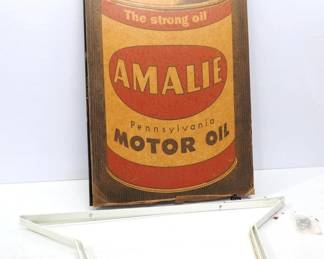 The strong oil
AMALIE
Pennsylvania
MOTOR OIL